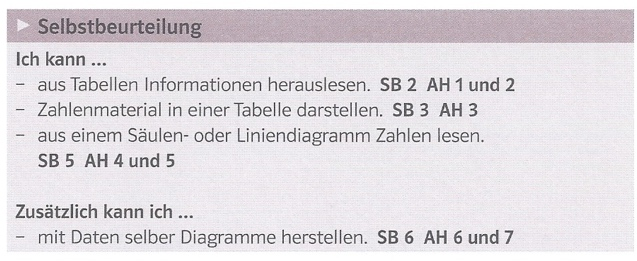 ▶ Selbstbeurteilung
Ich kann ...
– aus Tabellen Informationen herauslesen. SB 2 AH 1 und 2
– Zahlenmaterial in einer Tabelle darstellen. SB 3 AH 3
– aus einem Säulen- oder Liniendiagramm Zahlen lesen.
SB 5 AH 4 und 5
Zusätzlich kann ich ...
– mit Daten selber Diagramme herstellen. SB 6 AH 6 und 7